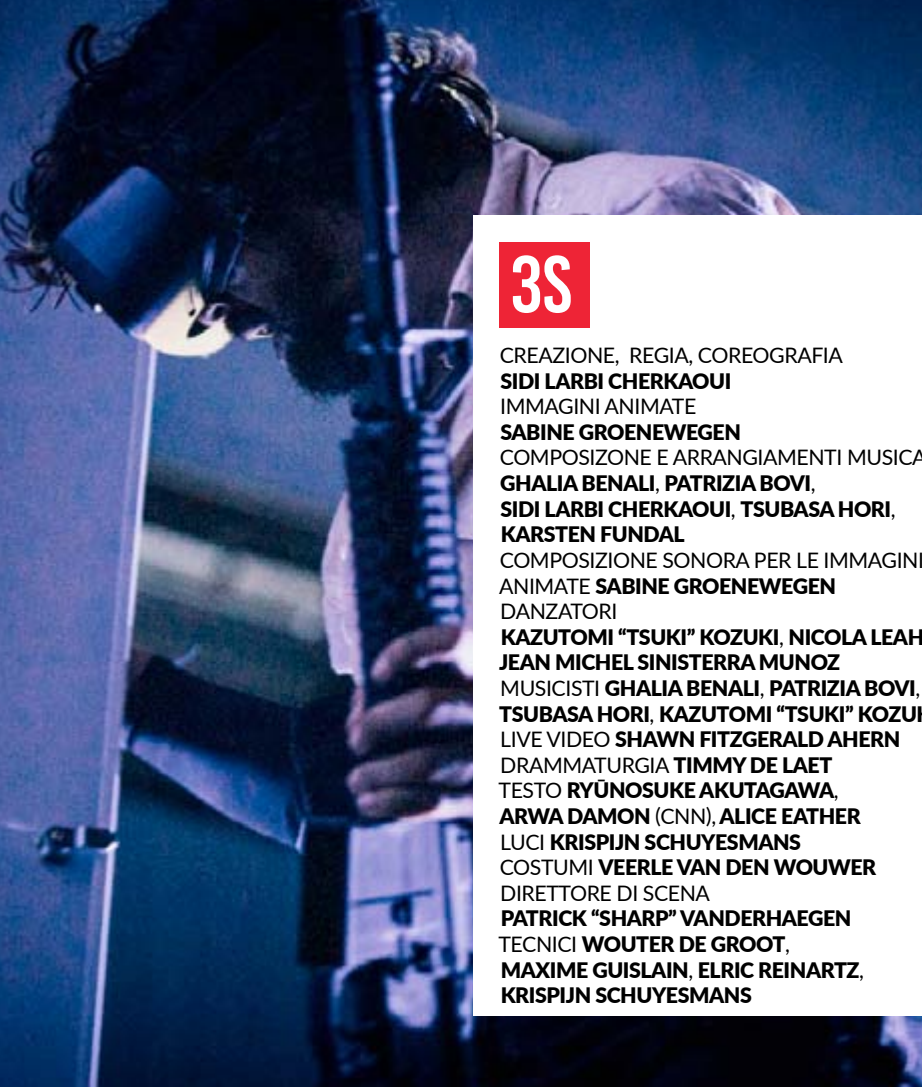 3S
CREAZIONE, REGIA, COREOGRAFIA
SIDI LARBI CHERKAOUI
IMMAGINI ANIMATE
SABINE GROENEWEGEN
COMPOSIZONE E ARRANGIAMENTI
GHALIA BENALI, PATRIZIA BOVI,
SIDI LARBI CHERKAOUI, TSUBASA HORI,
KARSTEN FUNDAL
COMPOSIZIONE SONORA PER LE IMMAGINI
ANIMATE SABINE GROENEWEGEN
DANZATORI
KAZUTOMI “TSUKI” KOZUKI, NICOLA
JEAN MICHEL SINISTERRA MUNOZ
MUSICISTI GHALIA BENALI, PATRIZIA BOVI,
TSUBASA HORI, KAZUTOMI “TSUKI”
LIVE VIDEO SHAWN FITZGERALD AHERN
DRAMMATURGIA TIMMY DE LAET
TESTO RYŪNOSUKE AKUTAGAWA,
ARWA DAMON (CNN), ALICE EATHER
LUCI KRISPIJN SCHUYESMANS
COSTUMI VEERLE VAN DEN WOUWER
DIRETTORE DI SCENA
PATRICK “SHARP” VANDERHAEGEN
TECNICI WOUTER DE GROOT,
MAXIME GUISLAIN, ELRIC REINARTZ,
KRISPIJN SCHUYESMANS